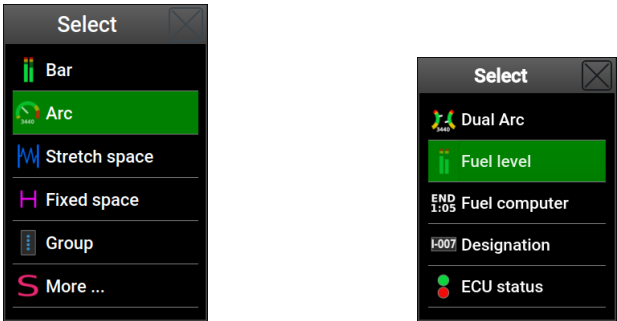 Select
Bar
3440
Arc
Stretch space
Fixed space
Group
More ...
Select
3440
Dual Arc
Fuel level
END
1:05
Fuel computer
I-007
Designation
ECU status